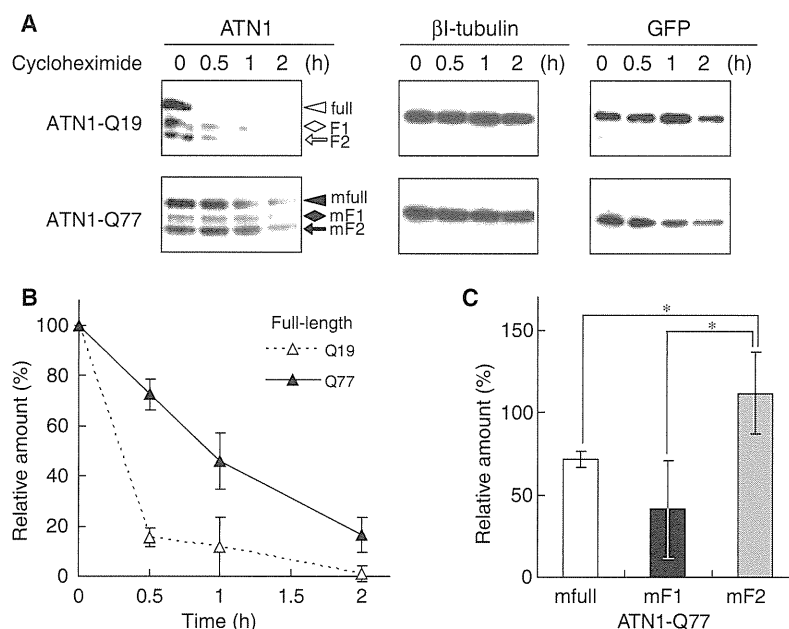 A
ATN1
βI-tubulin
GFP
Cycloheximide 0 0.5 1 2 (h)
0 0.5 1 2 (h)
0 0.5 1 2 (h)
ATN1-Q19
full
F1
F2
ATN1-Q77
mfull
mF1
mF2
B
Relative amount (%)
100
80
60
40
20
0
Full-length
Q19
Q77
0 0.5 1 1.5 2
Time (h)
C
Relative amount (%)
150
100
50
0
*
*
mfull mF1 mF2
ATN1-Q77